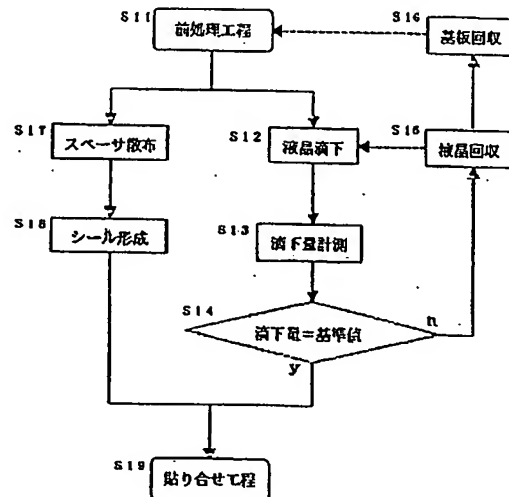 S11
前処理工程
S16
基板回収
S17
スペーサ散布
S12
液晶滴下
S15
液晶回収
S18
シール形成
S13
滴下量計測
S14
滴下量=基準値
n
y
S19
貼り合せ工程